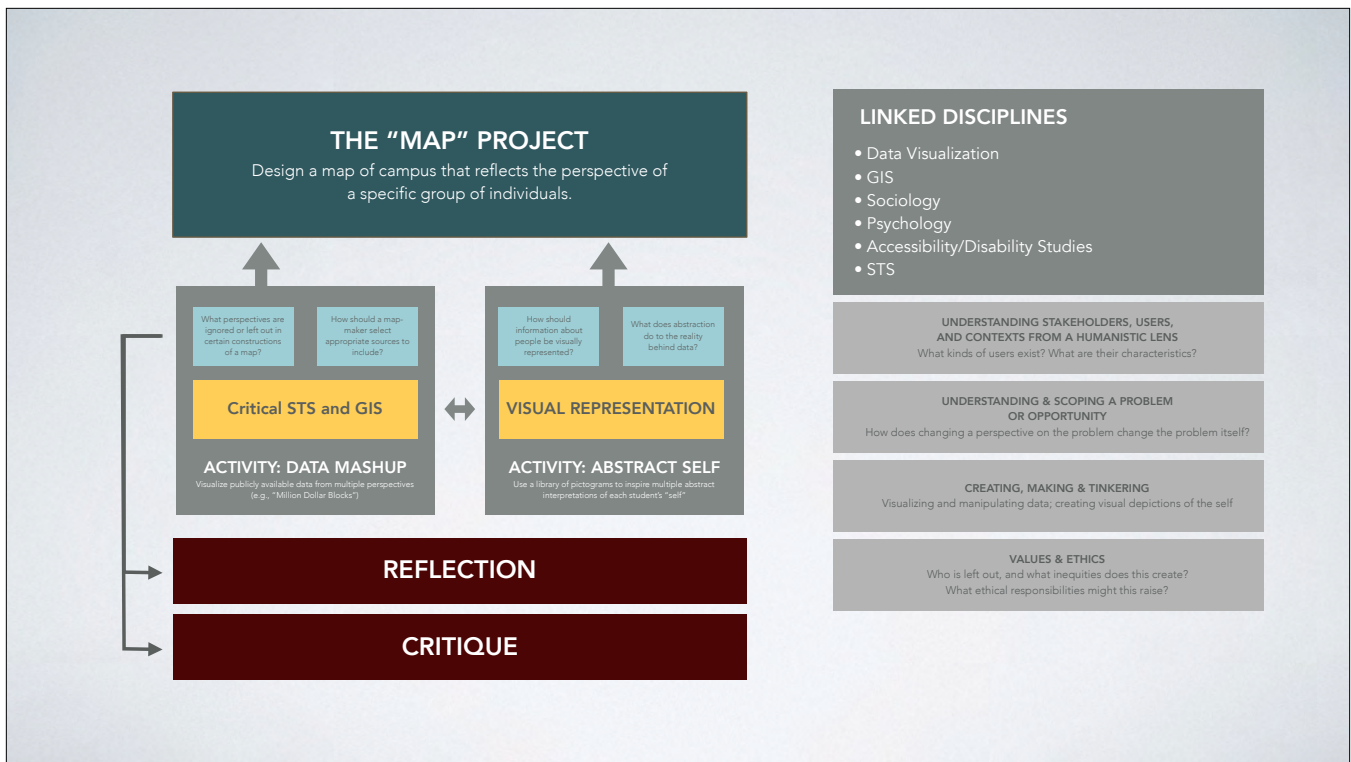 THE “MAP” PROJECT
Design a map of campus that reflects the perspective of
a specific group of individuals.
What perspectives are
ignored or left out in
certain constructions
of a map?
How should a map-
maker select
appropriate sources to
include?
Critical STS and GIS
ACTIVITY: DATA MASHUP
Visualize publicly available data from multiple perspectives
(e.g., “Million Dollar Blocks”)
How should
information about
people be visually
represented?
What does abstraction
do to the reality
behind data?
VISUAL REPRESENTATION
ACTIVITY: ABSTRACT SELF
Use a library of pictograms to inspire multiple abstract
interpretations of each student’s “self”
REFLECTION
CRITIQUE
LINKED DISCIPLINES
• Data Visualization
• GIS
• Sociology
• Psychology
• Accessibility/Disability Studies
• STS
UNDERSTANDING STAKEHOLDERS, USERS,
AND CONTEXTS FROM A HUMANISTIC LENS
What kinds of users exist? What are their characteristics?
UNDERSTANDING & SCOPING A PROBLEM
OR OPPORTUNITY
How does changing a perspective on the problem change the problem itself?
CREATING, MAKING & TINKERING
Visualizing and manipulating data; creating visual depictions of the self
VALUES & ETHICS
Who is left out, and what inequities does this create?
What ethical responsibilities might this raise?